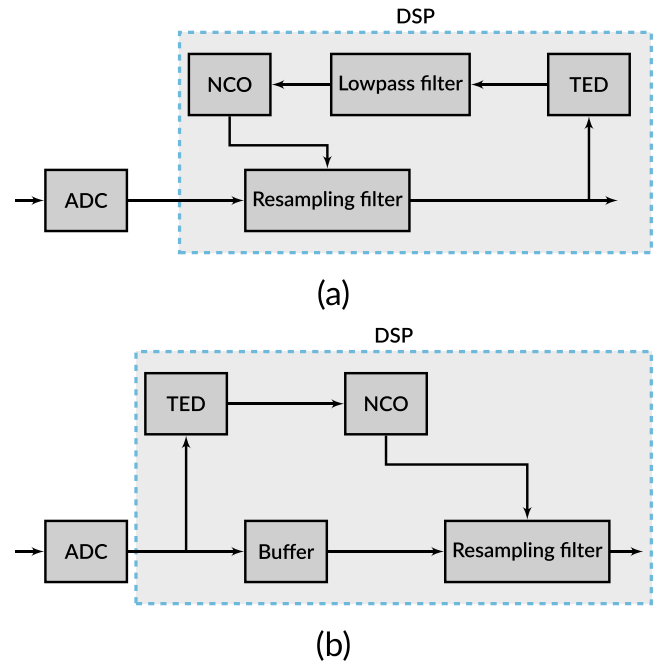 DSP
NCO
Lowpass filter
TED
ADC
Resampling filter
(a)
DSP
TED
NCO
ADC
Buffer
Resampling filter
(b)